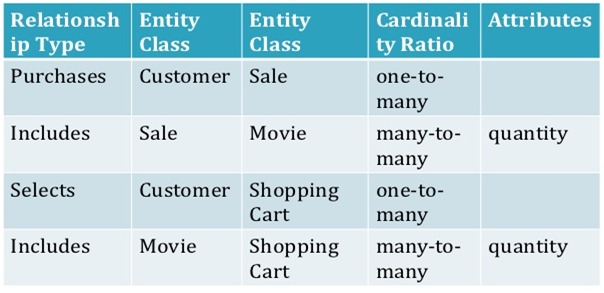 Relationsh Entity Entity Cardinali Attributes
ip Type Class Class ty Ratio
Purchases Customer Sale one-to-
many
Includes Sale Movie many-to- quantity
many
Selects Customer Shopping one-to-
Cart many
Includes Movie Shopping many-to- quantity
Cart many